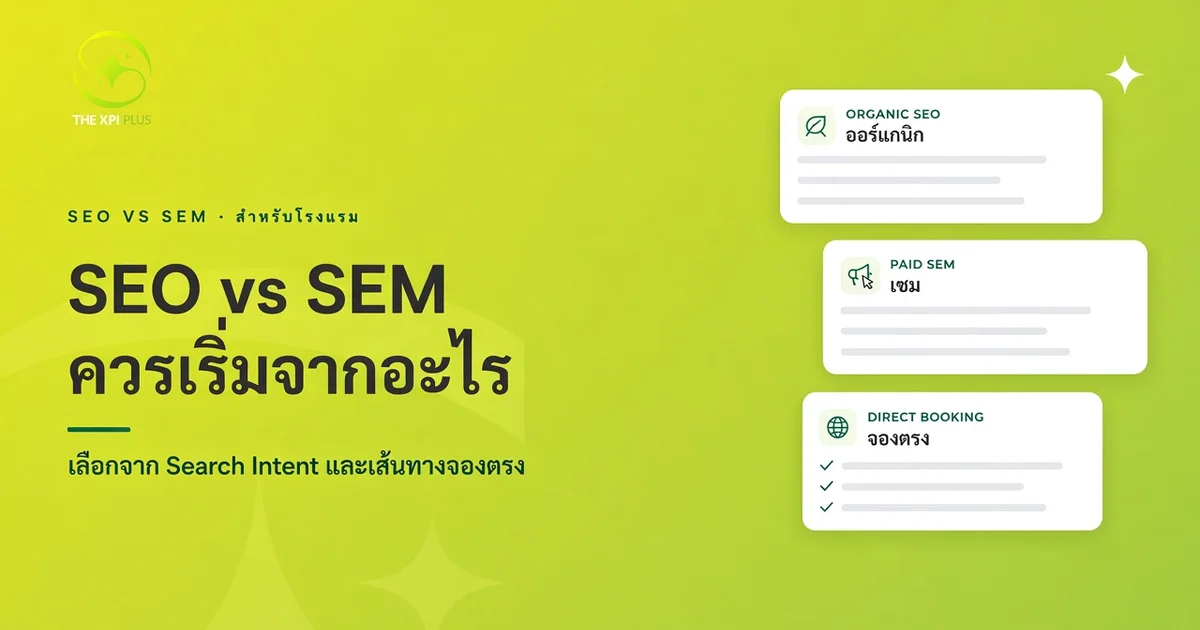 THE XPI PLUS
SEO VS SEM · สำหรับโรงแรม
SEO vs SEM
ควรเริ่มจากอะไร
เลือกจาก Search Intent และเส้นทางจองตรง
ORGANIC SEO
ออร์แกนิก
PAID SEM
เซม
DIRECT BOOKING
จองตรง